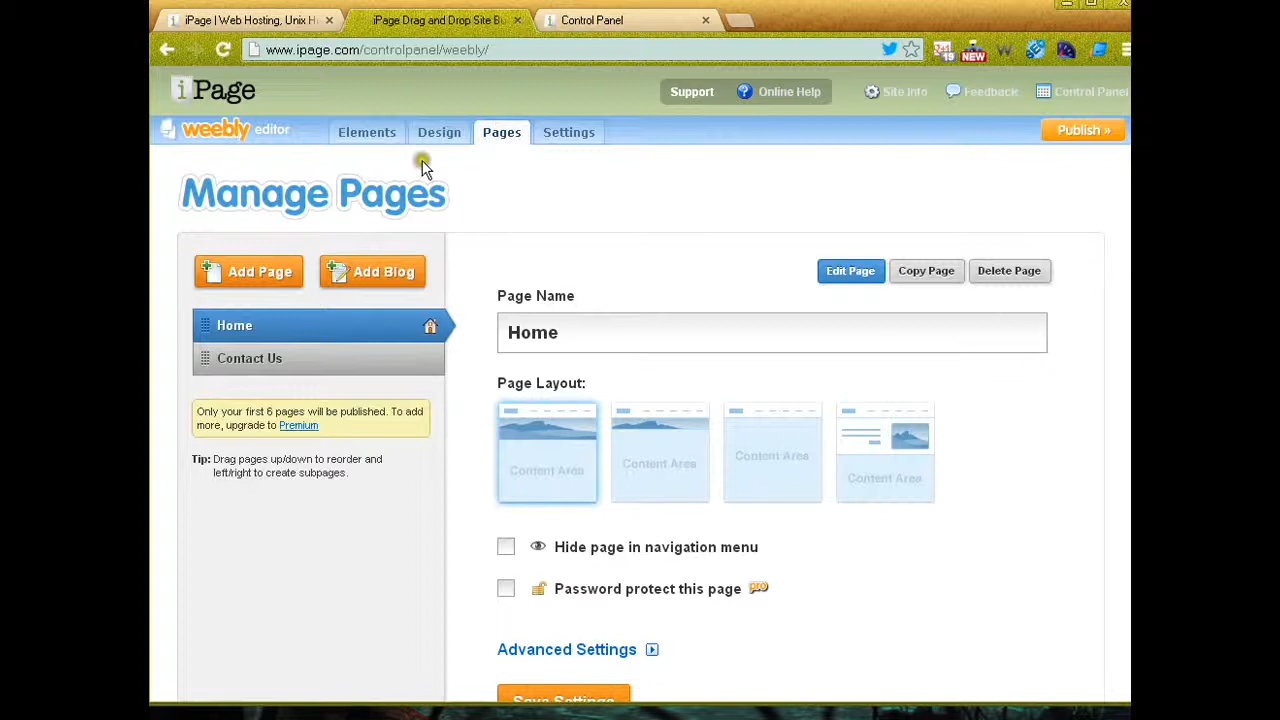 iPage | Web Hosting, Unix H
iPage Drag and Drop Site Bu
Control Panel
www.ipage.com/controlpanel/weebly/
15
NEW
iPage
Support
Online Help
Site Info
Feedback
Control Panel
weebly editor
Elements
Design
Pages
Settings
Publish »
Manage Pages
Add Page
Add Blog
Edit Page
Copy Page
Delete Page
Page Name
Home
Home
Contact Us
Page Layout:
Only your first 6 pages will be published. To add
more, upgrade to Premium
Tip: Drag pages up/down to reorder and
left/right to create subpages.
Content Area
Content Area
Content Area
Content Area
Hide page in navigation menu
Password protect this page pro
Advanced Settings
Save Settings